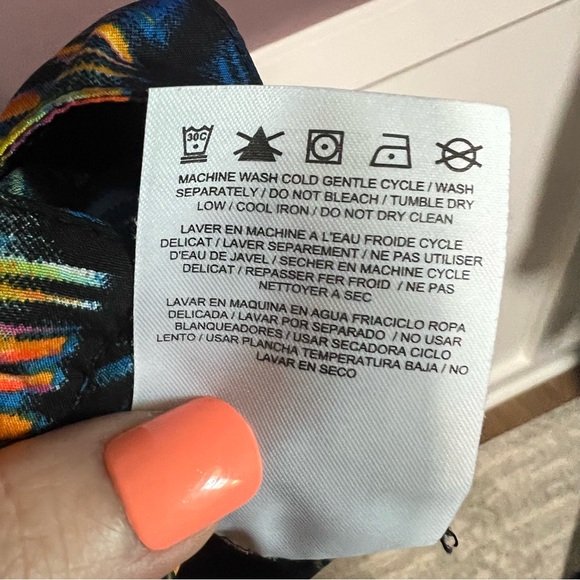 30C
MACHINE WASH COLD GENTLE CYCLE / WASH
SEPARATELY / DO NOT BLEACH / TUMBLE DRY
LOW / COOL IRON / DO NOT DRY CLEAN
LAVER EN MACHINE A L'EAU FROIDE CYCLE
DELICAT / LAVER SEPAREMENT / NE PAS UTILISER
D'EAU DE JAVEL / SECHER EN MACHINE CYCLE
DELICAT / REPASSER FER FROID / NE PAS
NETTOYER A SEC
LAVAR EN MAQUINA EN AGUA FRIACICLO ROPA
DELICADA / LAVAR POR SEPARADO / NO USAR
BLANQUEADORES / USAR SECADORA CICLO
LENTO / USAR PLANCHA TEMPERATURA BAJA / NO
LAVAR EN SECO